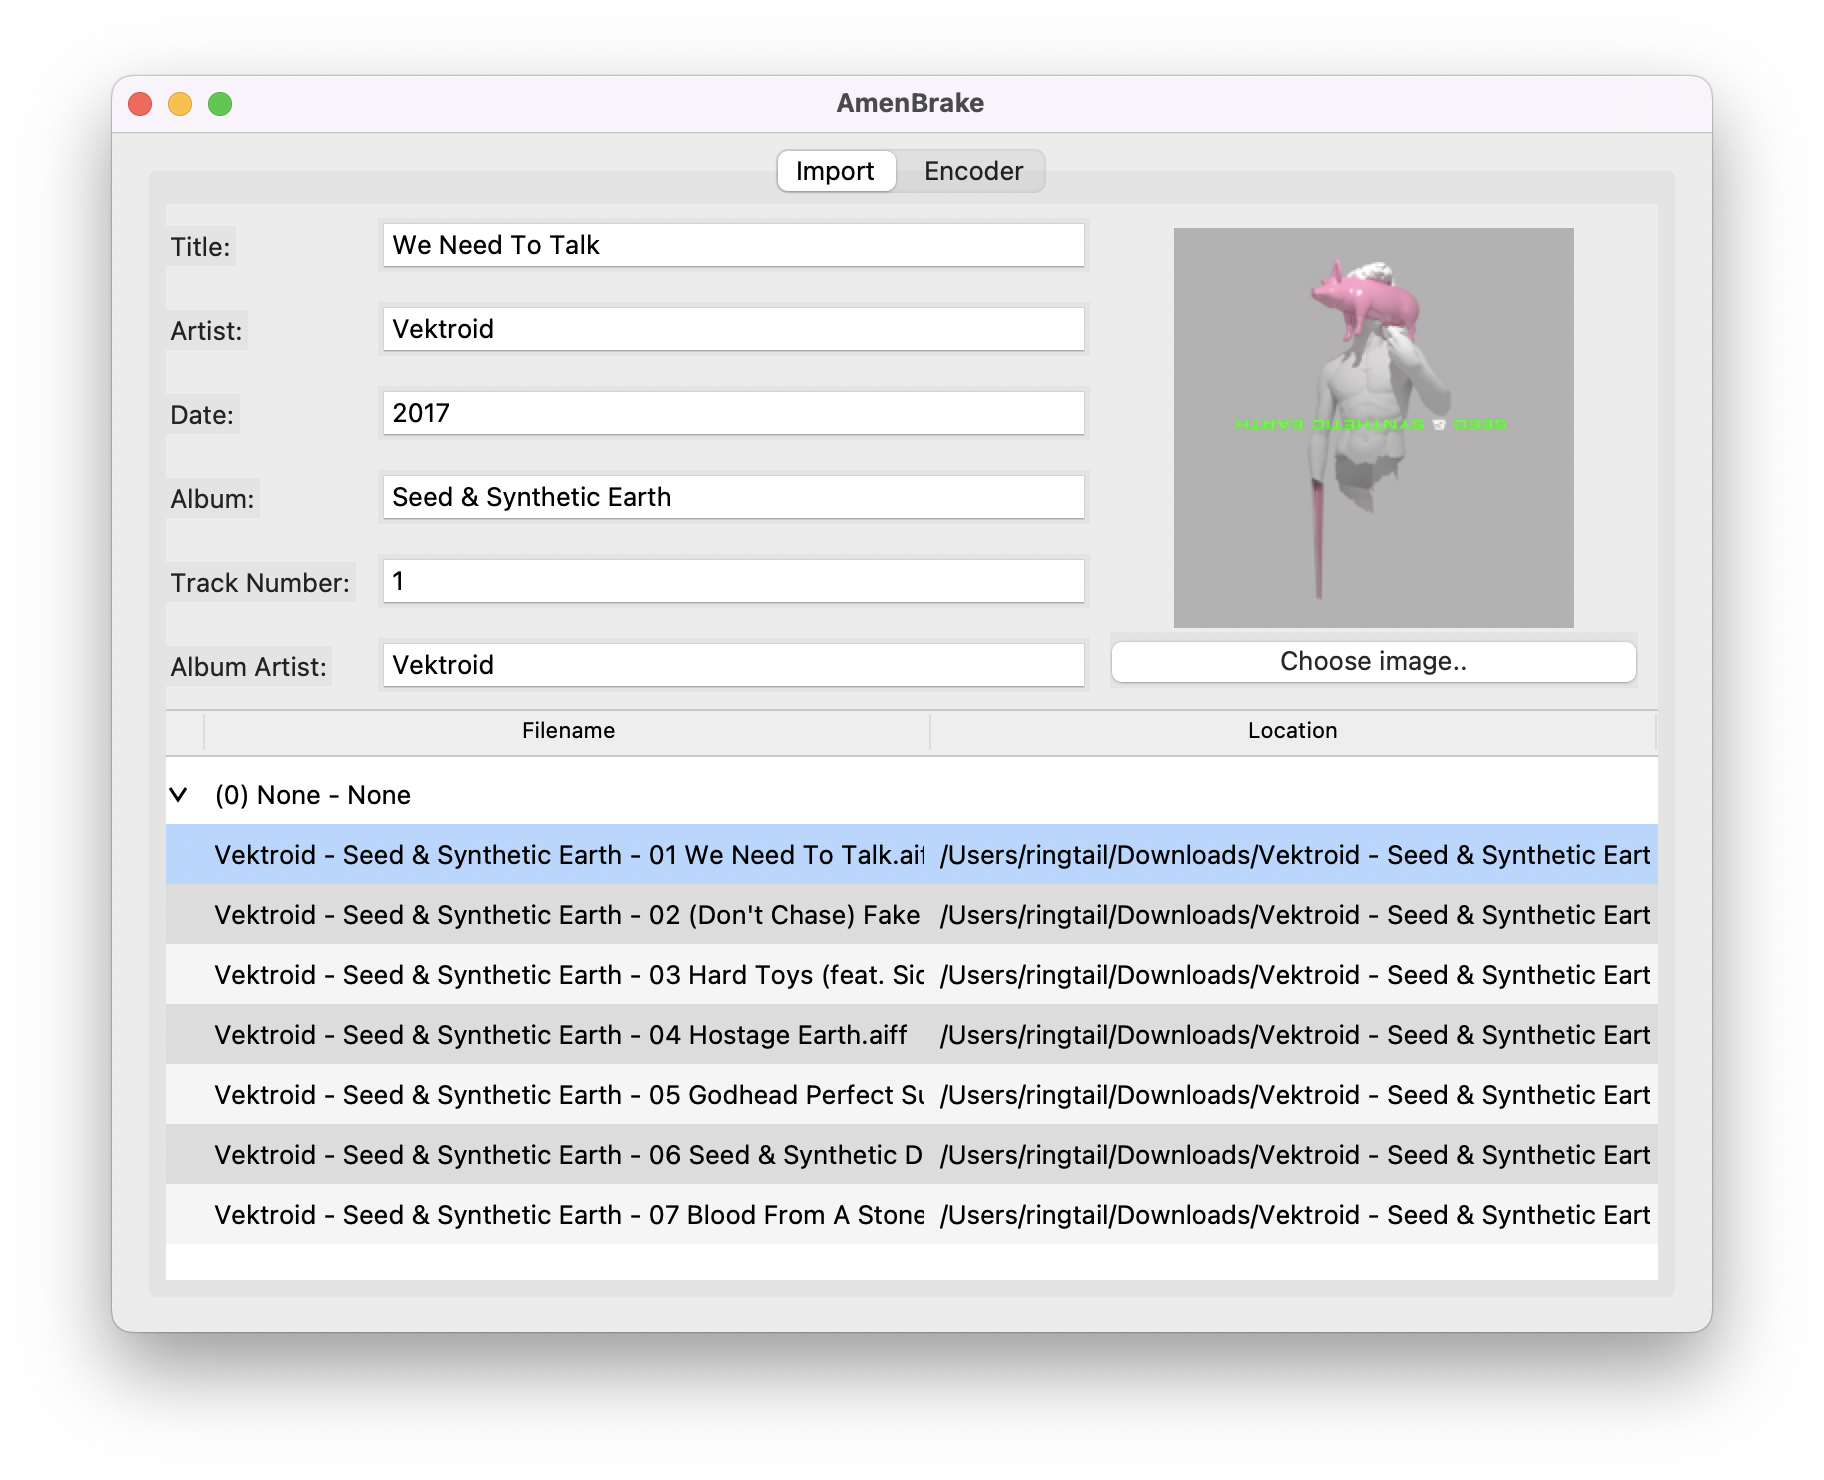 AmenBrake
Import Encoder
Title: We Need To Talk
Artist: Vektroid
Date: 2017
Album: Seed & Synthetic Earth
Track Number: 1
Album Artist: Vektroid
SEED & SYNTHETIC EARTH
Choose image..
Filename Location
(0) None - None
Vektroid - Seed & Synthetic Earth - 01 We Need To Talk.aif /Users/ringtail/Downloads/Vektroid - Seed & Synthetic Eart
Vektroid - Seed & Synthetic Earth - 02 (Don't Chase) Fake /Users/ringtail/Downloads/Vektroid - Seed & Synthetic Eart
Vektroid - Seed & Synthetic Earth - 03 Hard Toys (feat. Sic /Users/ringtail/Downloads/Vektroid - Seed & Synthetic Eart
Vektroid - Seed & Synthetic Earth - 04 Hostage Earth.aiff /Users/ringtail/Downloads/Vektroid - Seed & Synthetic Eart
Vektroid - Seed & Synthetic Earth - 05 Godhead Perfect Su /Users/ringtail/Downloads/Vektroid - Seed & Synthetic Eart
Vektroid - Seed & Synthetic Earth - 06 Seed & Synthetic D /Users/ringtail/Downloads/Vektroid - Seed & Synthetic Eart
Vektroid - Seed & Synthetic Earth - 07 Blood From A Stone /Users/ringtail/Downloads/Vektroid - Seed & Synthetic Eart